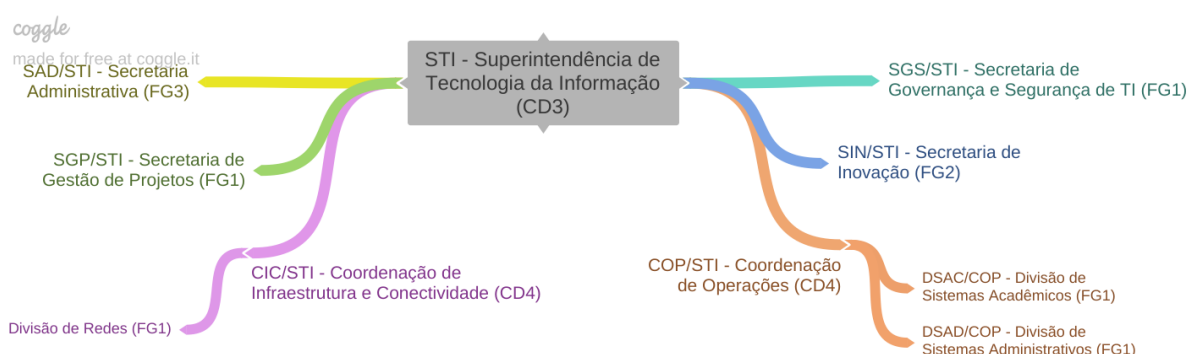 coggle
made for free at coggle.it
STI - Superintendência de
Tecnologia da Informação
(CD3)
SAD/STI - Secretaria
Administrativa (FG3)
SGP/STI - Secretaria de
Gestão de Projetos (FG1)
CIC/STI - Coordenação de
Infraestrutura e Conectividade (CD4)
Divisão de Redes (FG1)
SGS/STI - Secretaria de
Governança e Segurança de TI (FG1)
SIN/STI - Secretaria de
Inovação (FG2)
COP/STI - Coordenação
de Operações (CD4)
DSAC/COP - Divisão de
Sistemas Acadêmicos (FG1)
DSAD/COP - Divisão de
Sistemas Administrativos (FG1)